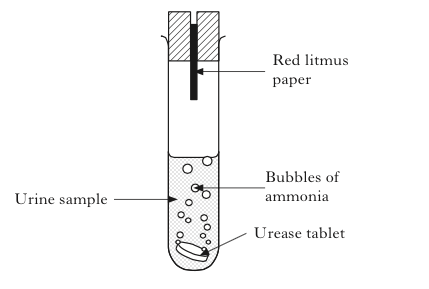 Red litmus
paper
Bubbles of
ammonia
Urine sample
Urease tablet